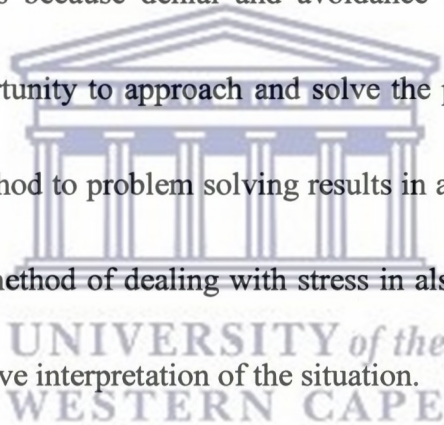 because denial and avoidance
rtunity to approach and solve the
hod to problem solving results in a
method of dealing with stress in als
UNIVERSITY of the
ve interpretation of the situation.
WESTERN CAPE